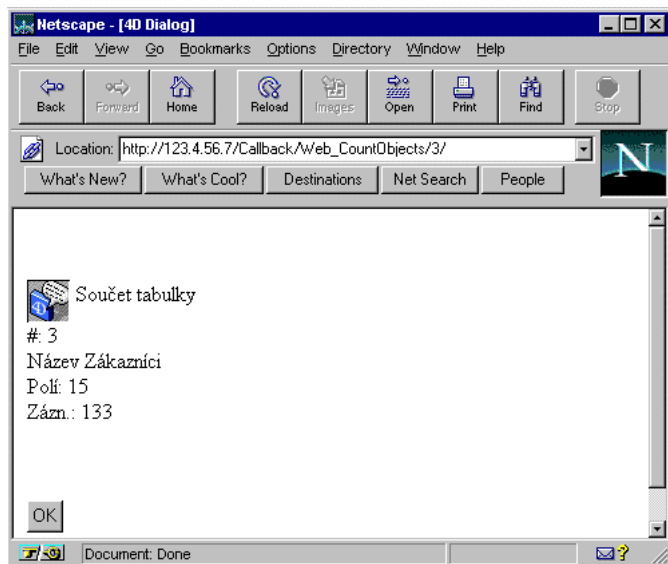 Netscape - [4D Dialog]
File Edit View Go Bookmarks Options Directory Window Help
Back Forward Home Reload Images Open Print Find Stop
Location: http://123.4.56.7/Callback/Web_CountObjects/3/
N
What's New? What's Cool? Destinations Net Search People
4D Součet tabulky
#: 3
Název Zákazníci
Polí: 15
Zázn.: 133
OK
Document: Done